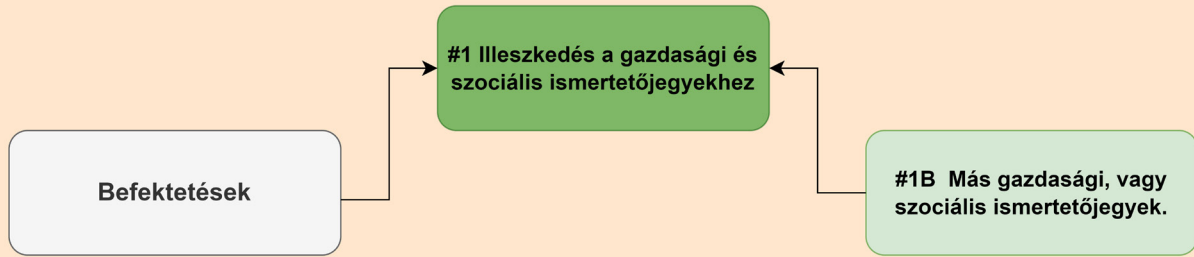 #1 Illeszkedés a gazdasági és
szociális ismertetőjegyekhez
Befektetések
#1B Más gazdasági, vagy
szociális ismertetőjegyek.